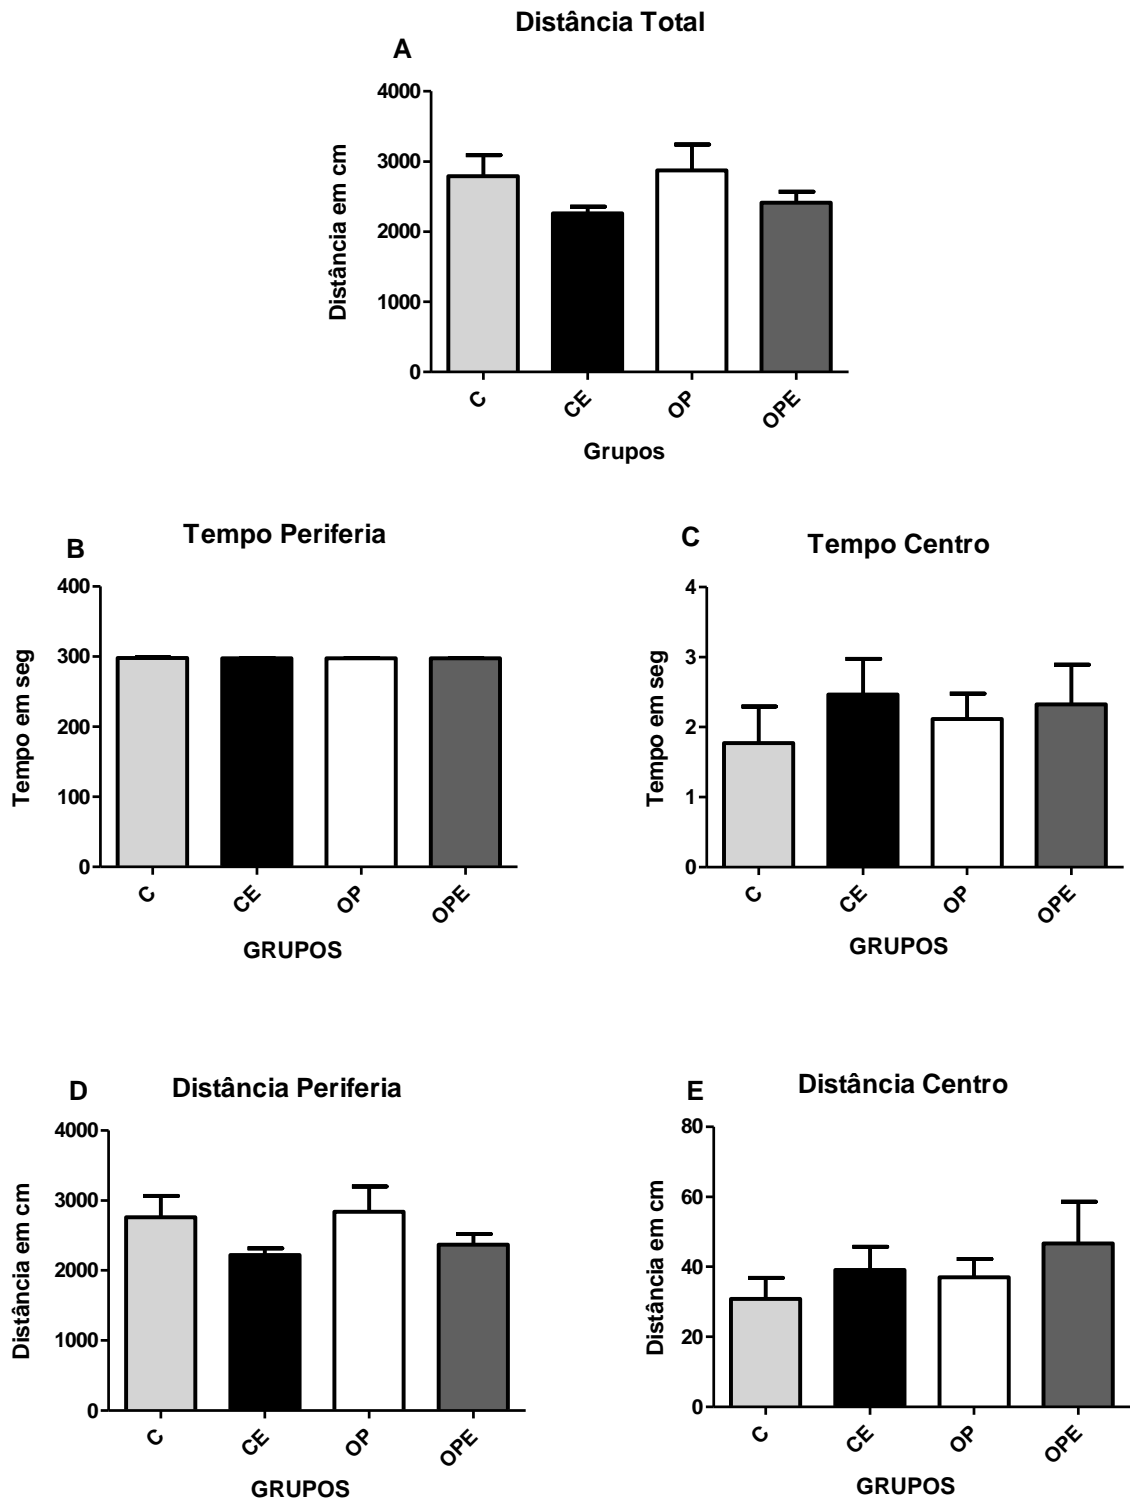 Distância Total
A
Distância em cm
4000
3000
2000
1000
0
C
CE
OP
OPE
Grupos
B
Tempo Periferia
Tempo em seg
400
300
200
100
0
C
CE
OP
OPE
GRUPOS
C
Tempo Centro
Tempo em seg
4
3
2
1
0
C
CE
OP
OPE
GRUPOS
D
Distância Periferia
Distância em cm
4000
3000
2000
1000
0
C
CE
OP
OPE
GRUPOS
E
Distância Centro
Distância em cm
80
60
40
20
0
C
CE
OP
OPE
GRUPOS